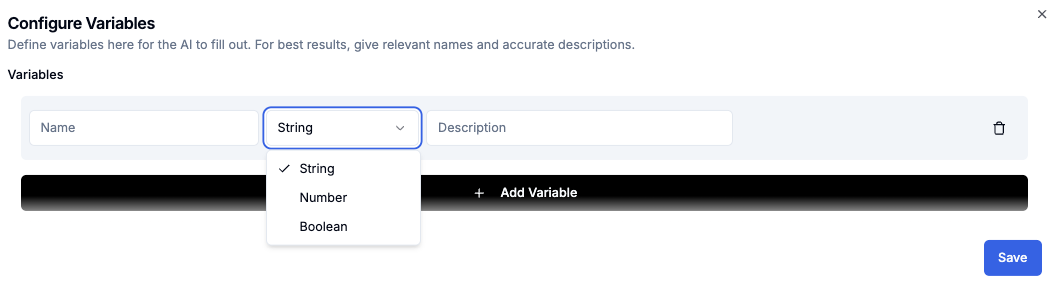 Configure Variables
Define variables here for the AI to fill out. For best results, give relevant names and accurate descriptions.
Variables
Name String Description
String
Number
Boolean
Add Variable
Save